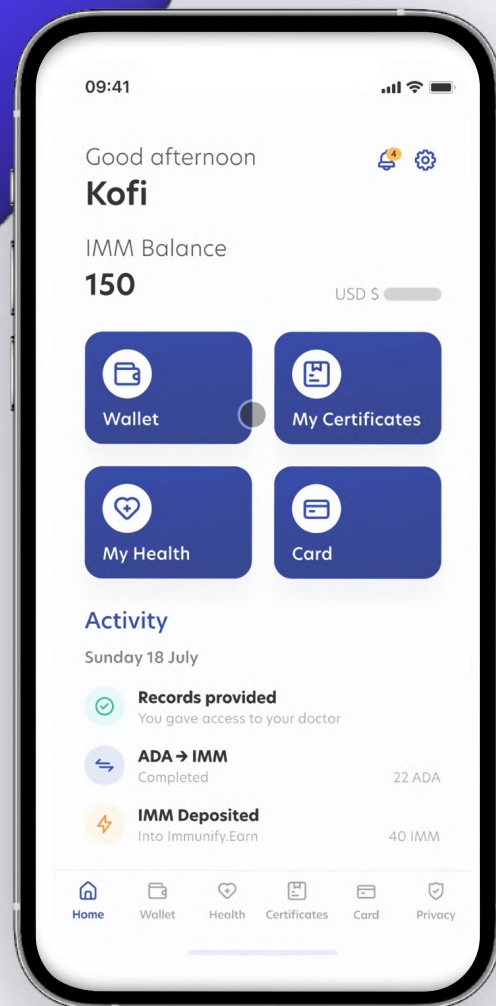 09:41
Good afternoon
4
Kofi
IMM Balance
150
USD $
Wallet
My Certificates
My Health
Card
Activity
Sunday 18 July
Records provided
You gave access to your doctor
ADA → IMM
Completed
22 ADA
IMM Deposited
Into Immunify.Earn
40 IMM
Home
Wallet
Health
Certificates
Card
Privacy